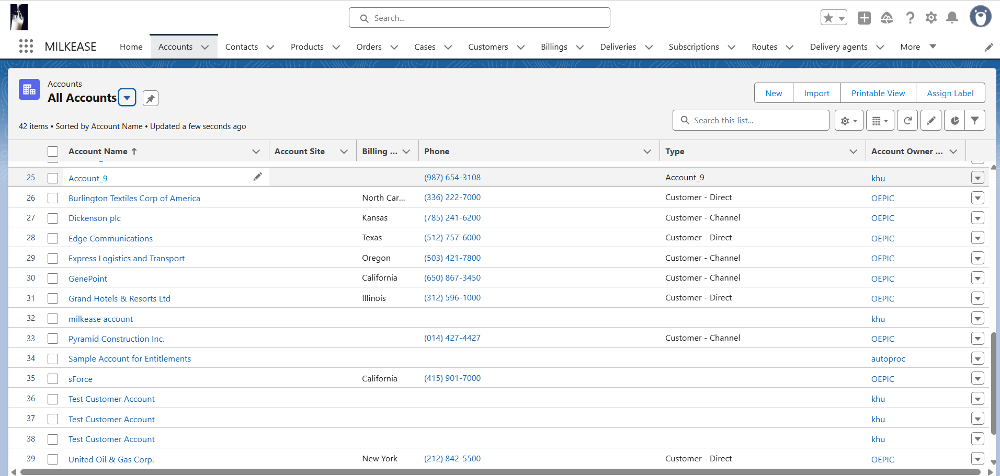 Search...
MILKEASE Home Accounts Contacts Products Orders Cases Customers Billings Deliveries Subscriptions Routes Delivery agents More
Accounts
All Accounts
New Import Printable View Assign Label
42 items • Sorted by Account Name • Updated a few seconds ago
Search this list...
Account Name ↑ Account Site Billing ... Phone Type Account Owner ...
25 Account_9 (987) 654-3108 Account_9 khu
26 Burlington Textiles Corp of America North Car... (336) 222-7000 Customer - Direct OEPIC
27 Dickenson plc Kansas (785) 241-6200 Customer - Channel OEPIC
28 Edge Communications Texas (512) 757-6000 Customer - Direct OEPIC
29 Express Logistics and Transport Oregon (503) 421-7800 Customer - Channel OEPIC
30 GenePoint California (650) 867-3450 Customer - Channel OEPIC
31 Grand Hotels & Resorts Ltd Illinois (312) 596-1000 Customer - Direct OEPIC
32 milkease account khu
33 Pyramid Construction Inc. (014) 427-4427 Customer - Channel OEPIC
34 Sample Account for Entitlements autoproc
35 sForce California (415) 901-7000 OEPIC
36 Test Customer Account khu
37 Test Customer Account khu
38 Test Customer Account khu
39 United Oil & Gas Corp. New York (212) 842-5500 Customer - Direct OEPIC